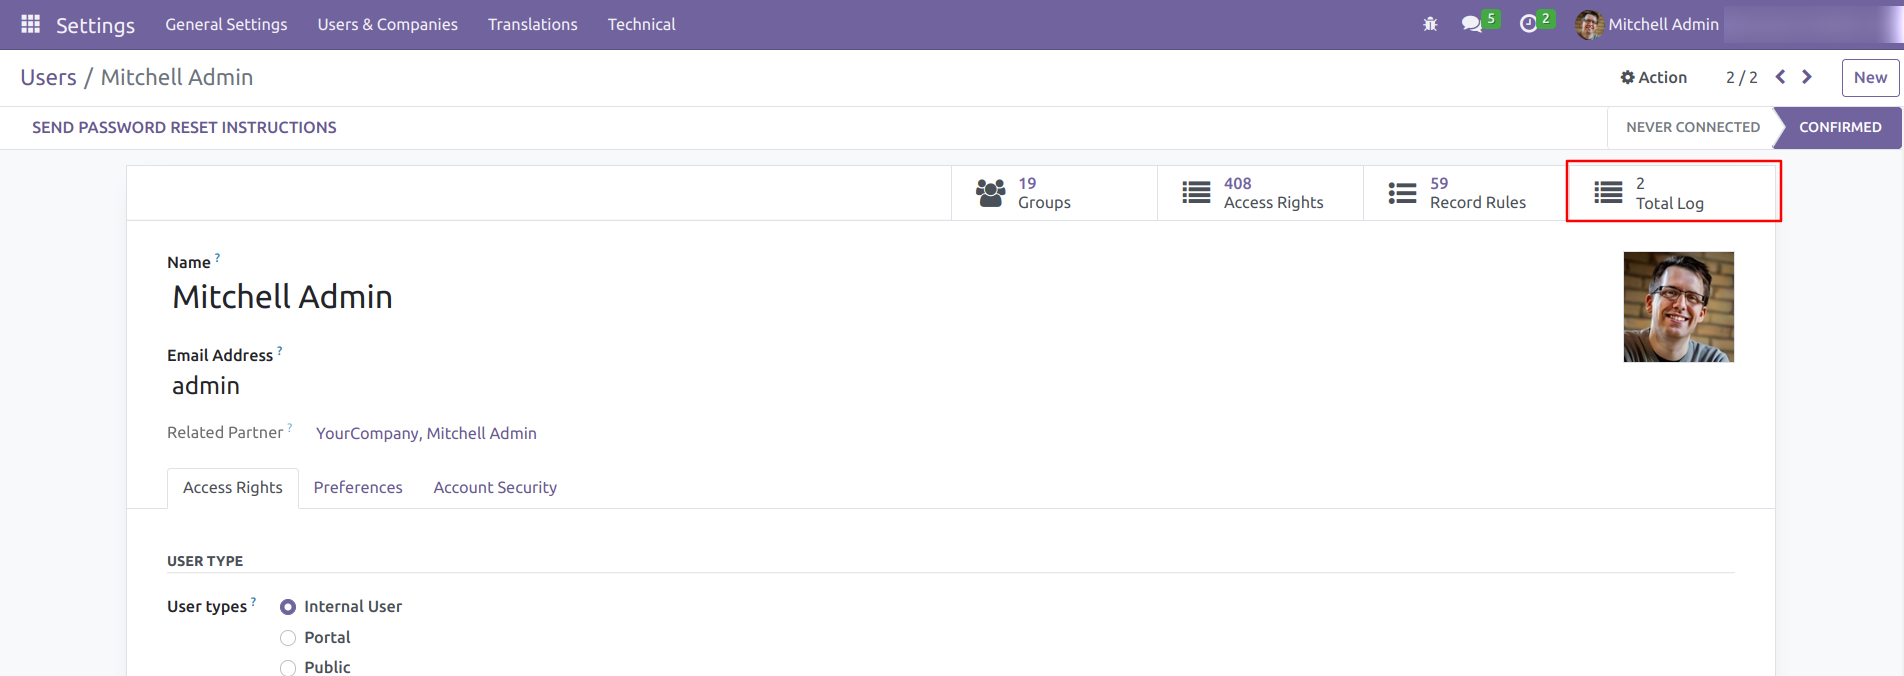 Settings General Settings Users & Companies Translations Technical 5 2 Mitchell Admin
Users / Mitchell Admin Action 2 / 2 New
SEND PASSWORD RESET INSTRUCTIONS NEVER CONNECTED CONFIRMED
19 Groups 408 Access Rights 59 Record Rules 2 Total Log
Name ?
Mitchell Admin
Email Address ?
admin
Related Partner ? YourCompany, Mitchell Admin
Access Rights Preferences Account Security
USER TYPE
User types ? Internal User
Portal
Public